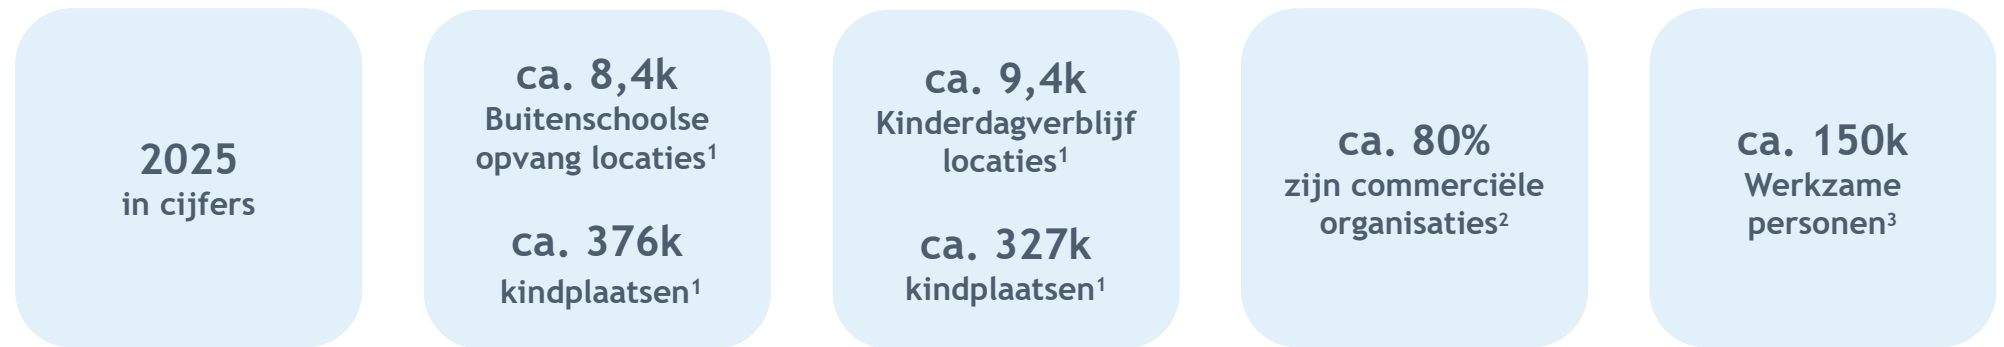 2025
in cijfers
ca. 8,4k
Buitenschoolse
opvang locaties¹
ca. 376k
kindplaatsen¹
ca. 9,4k
Kinderdagverblijf
locaties¹
ca. 327k
kindplaatsen¹
ca. 80%
zijn commerciële
organisaties²
ca. 150k
Werkzame
personen³